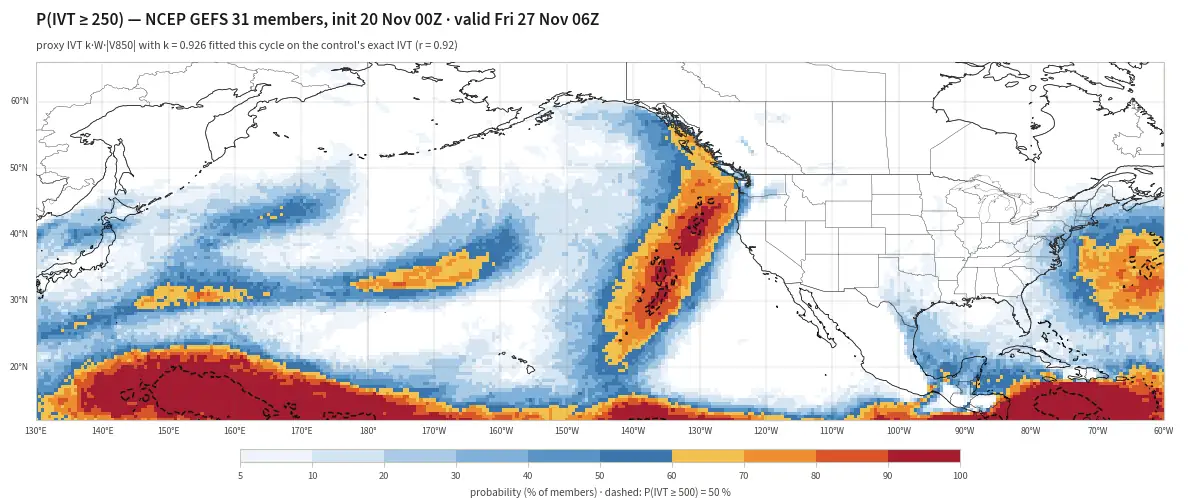 P(IVT ≥ 250) — NCEP GEFS 31 members, init 20 Nov 00Z · valid Fri 27 Nov 06Z
proxy IVT k·W·|V850| with k = 0.926 fitted this cycle on the control's exact IVT (r = 0.92)
60°N
50°N
40°N
30°N
20°N
130°E 140°E 150°E 160°E 170°E 180° 170°W 160°W 150°W 140°W 130°W 120°W 110°W 100°W 90°W 80°W 70°W 60°W
5 10 20 30 40 50 60 70 80 90 100
probability (% of members) · dashed: P(IVT ≥ 500) = 50 %